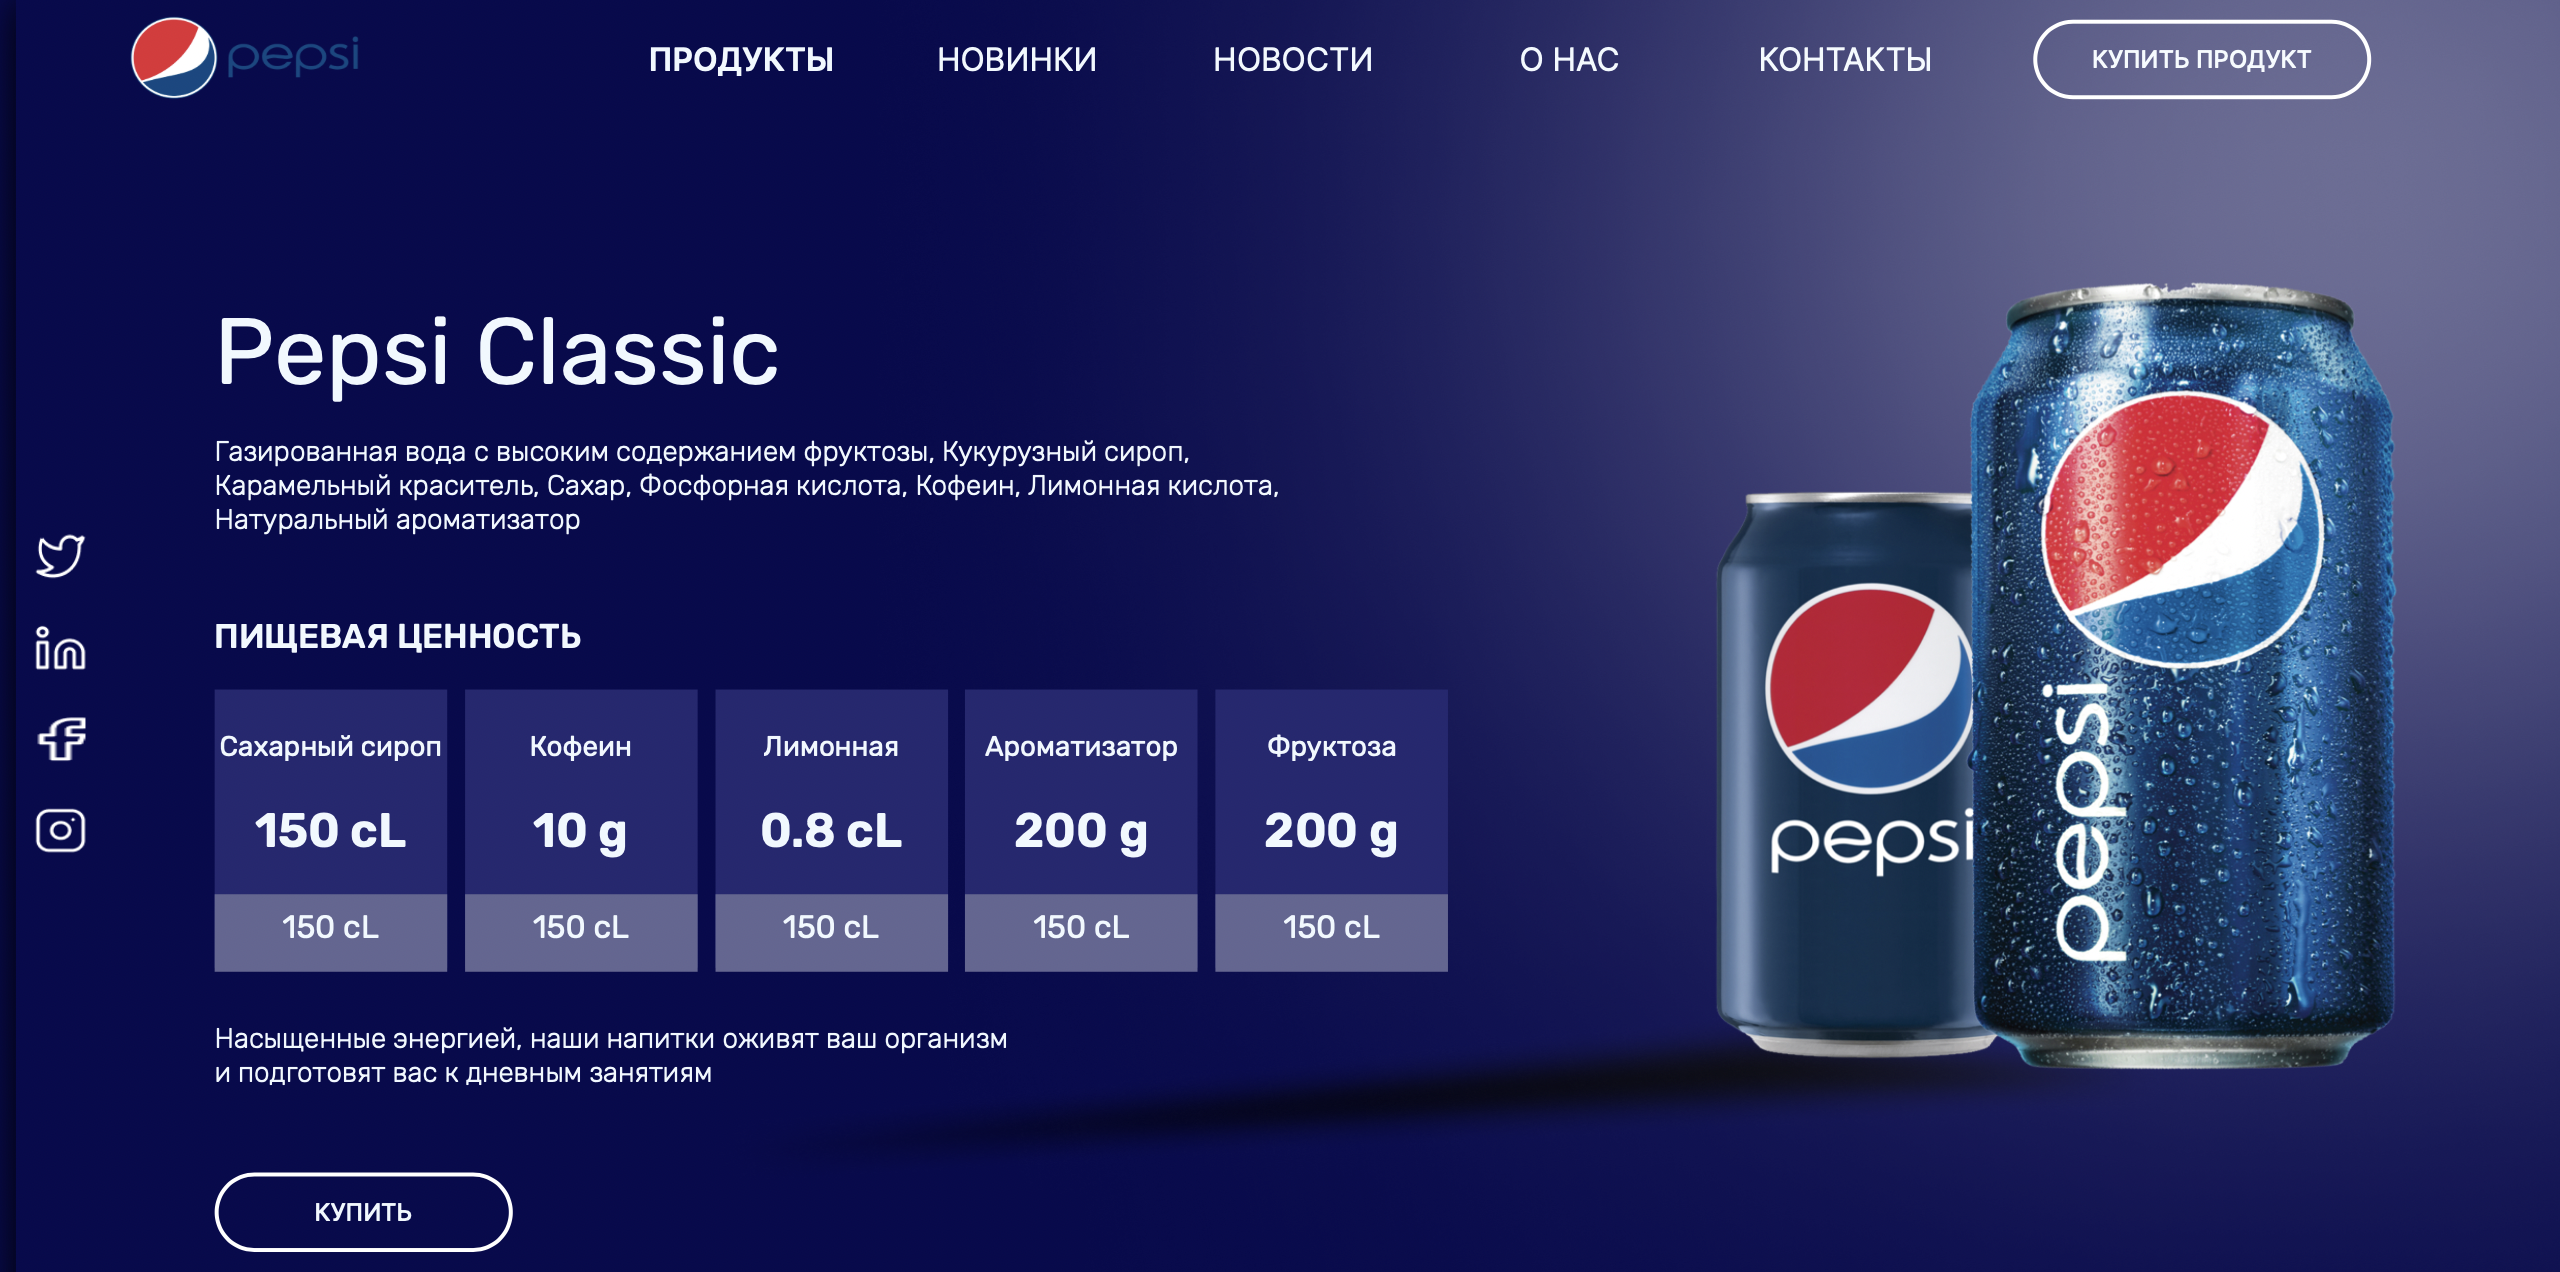 pepsi
ПРОДУКТЫ
НОВИНКИ
НОВОСТИ
О НАС
КОНТАКТЫ
КУПИТЬ ПРОДУКТ
Pepsi Classic
Газированная вода с высоким содержанием фруктозы, Кукурузный сироп,
Карамельный краситель, Сахар, Фосфорная кислота, Кофеин, Лимонная кислота,
Натуральный ароматизатор
ПИЩЕВАЯ ЦЕННОСТЬ
Сахарный сироп
150 cL
150 cL
Кофеин
10 g
150 cL
Лимонная
0.8 cL
150 cL
Ароматизатор
200 g
150 cL
Фруктоза
200 g
150 cL
Насыщенные энергией, наши напитки оживят ваш организм
и подготовят вас к дневным занятиям
КУПИТЬ
pepsi
pepsi